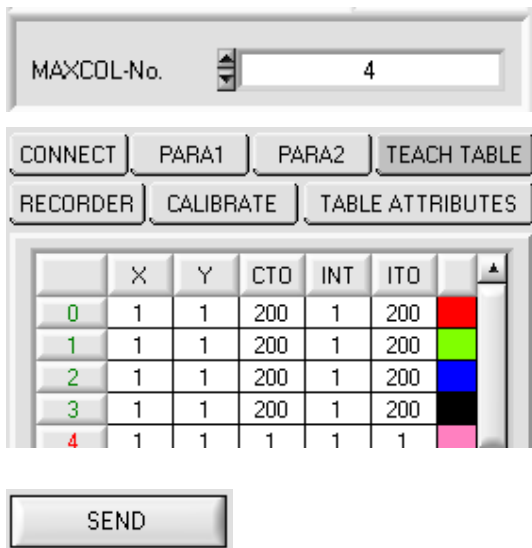 MAXCOL-No. 4
CONNECT PARA1 PARA2 TEACH TABLE
RECORDER CALIBRATE TABLE ATTRIBUTES
X Y CTO INT ITO
0 1 1 200 1 200
1 1 1 200 1 200
2 1 1 200 1 200
3 1 1 200 1 200
4 1 1 1 1 1
SEND